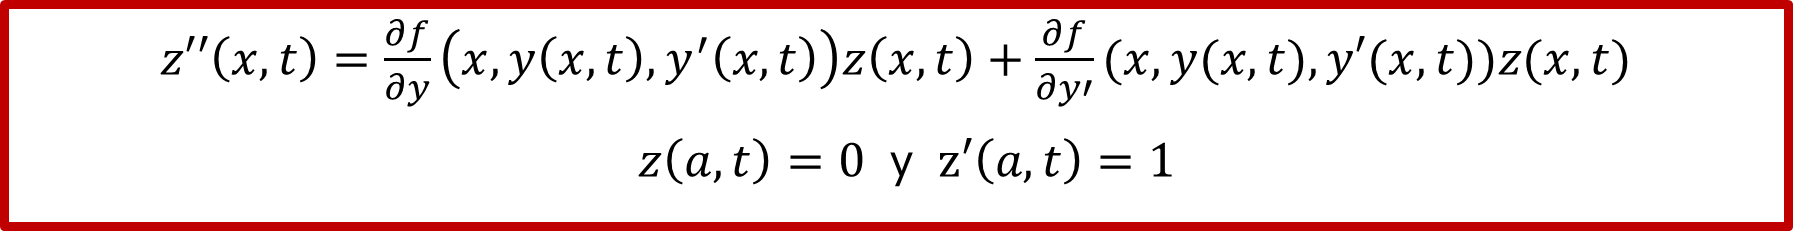 z′′(x, t) = ∂f/∂y (x, y(x, t), y′(x, t))z(x, t) + ∂f/∂y′ (x, y(x, t), y′(x, t))z(x, t)
z(a, t) = 0 y z′(a, t) = 1